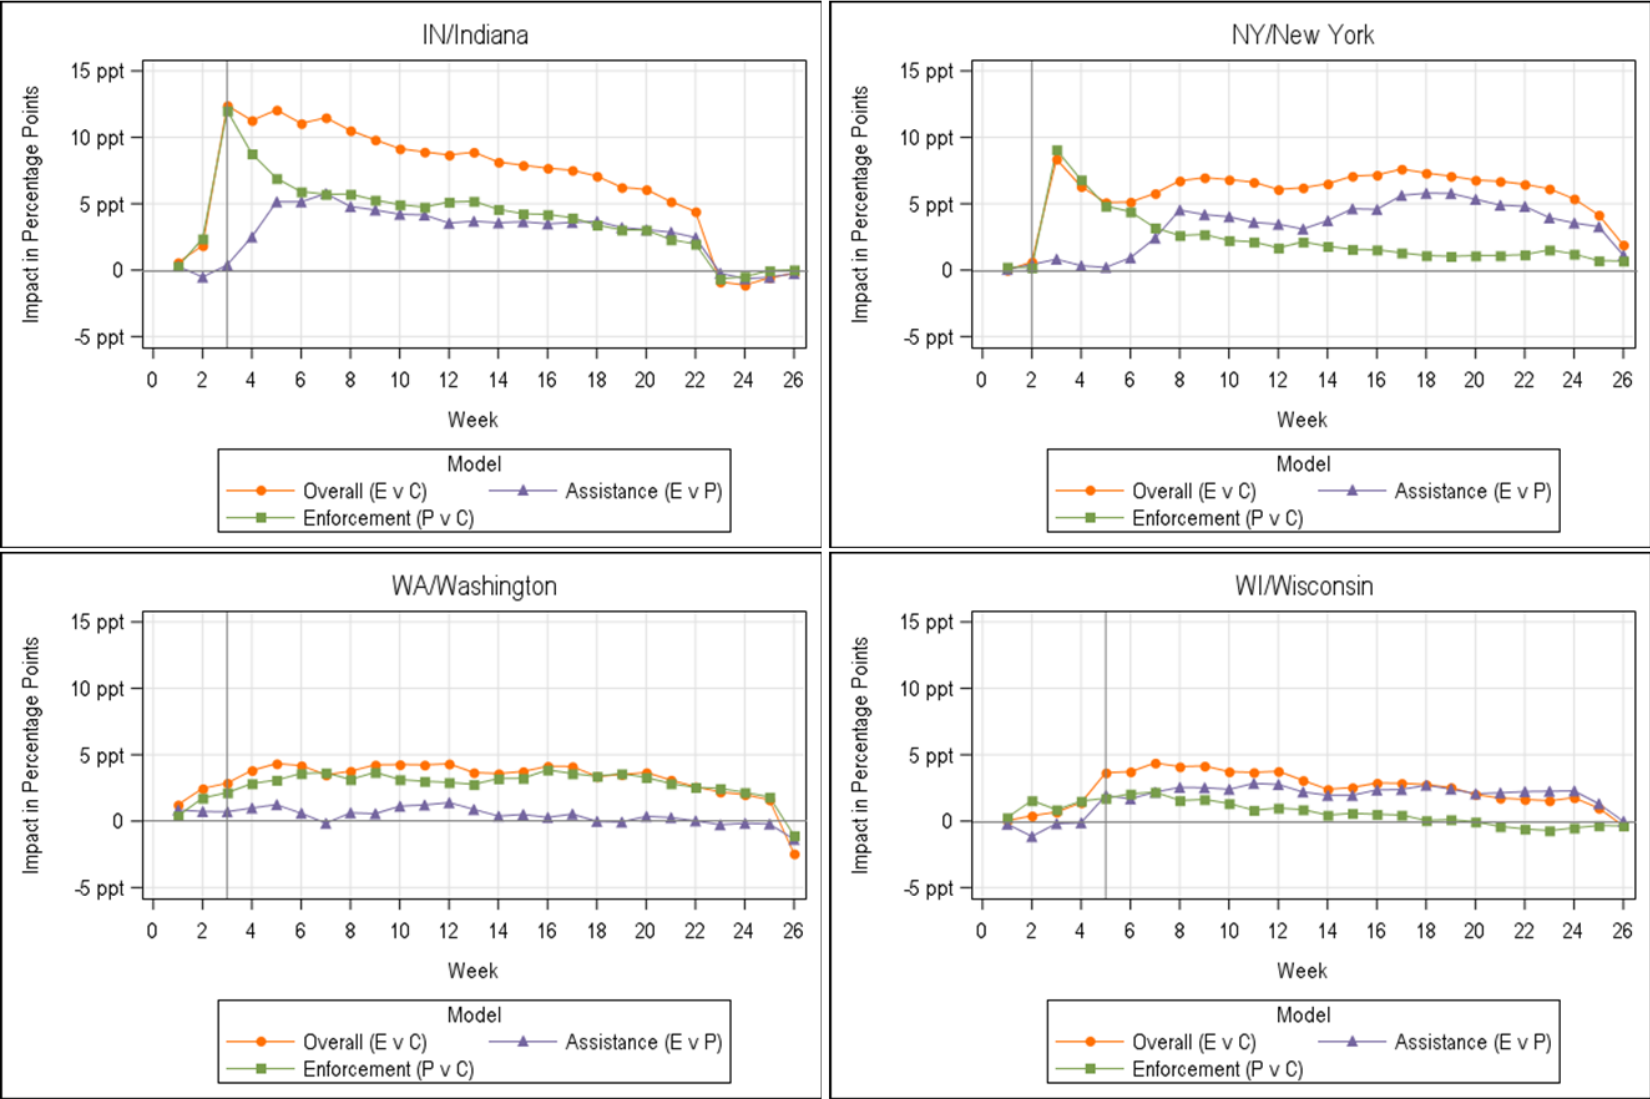 IN/Indiana
Impact in Percentage Points
15 ppt
10 ppt
5 ppt
0
-5 ppt
0 2 4 6 8 10 12 14 16 18 20 22 24 26
Week
Model
Overall (E v C) Assistance (E v P)
Enforcement (P v C)
NY/New York
Impact in Percentage Points
15 ppt
10 ppt
5 ppt
0
-5 ppt
0 2 4 6 8 10 12 14 16 18 20 22 24 26
Week
Model
Overall (E v C) Assistance (E v P)
Enforcement (P v C)
WA/Washington
Impact in Percentage Points
15 ppt
10 ppt
5 ppt
0
-5 ppt
0 2 4 6 8 10 12 14 16 18 20 22 24 26
Week
Model
Overall (E v C) Assistance (E v P)
Enforcement (P v C)
WI/Wisconsin
Impact in Percentage Points
15 ppt
10 ppt
5 ppt
0
-5 ppt
0 2 4 6 8 10 12 14 16 18 20 22 24 26
Week
Model
Overall (E v C) Assistance (E v P)
Enforcement (P v C)